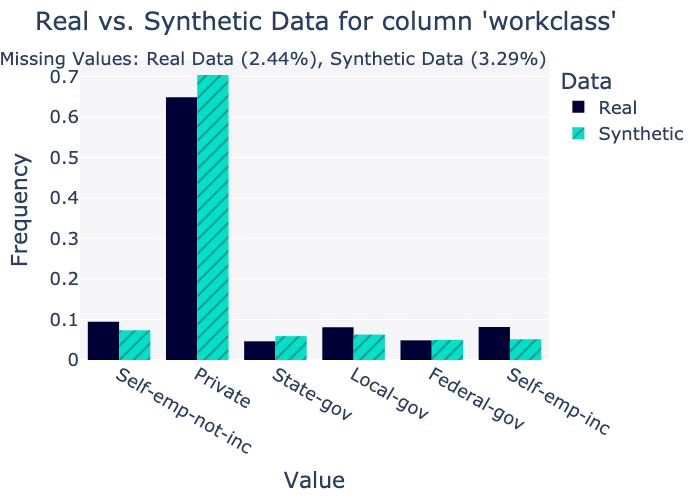 Real vs. Synthetic Data for column 'workclass'
Missing Values: Real Data (2.44%), Synthetic Data (3.29%)
Data
Real
Synthetic
Frequency
0.7
0.6
0.5
0.4
0.3
0.2
0.1
0
Self-emp-not-inc
Private
State-gov
Local-gov
Federal-gov
Self-emp-inc
Value